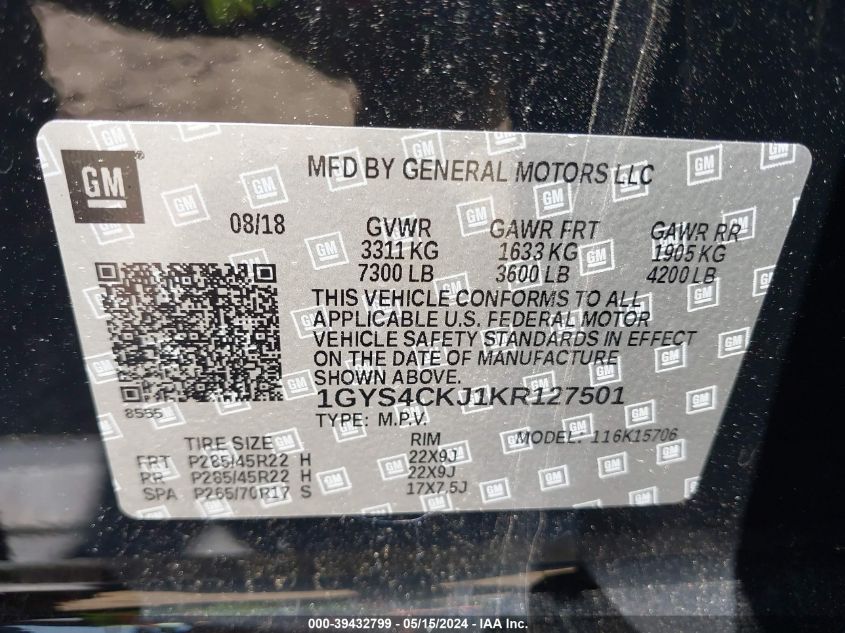 GM
MFD BY GENERAL MOTORS LLC
08/18 GVWR GAWR FRT GAWR RR
3311 KG 1633 KG 1905 KG
7300 LB 3600 LB 4200 LB
THIS VEHICLE CONFORMS TO ALL
APPLICABLE U.S. FEDERAL MOTOR
VEHICLE SAFETY STANDARDS IN EFFECT
ON THE DATE OF MANUFACTURE
SHOWN ABOVE.
1GYS4CKJ1KR127501
8555
TYPE: M.P.V. MODEL: 116K15706
TIRE SIZE RIM
FRT P285/45R22 H 22X9J
RR P285/45R22 H 22X9J
SPA P265/70R17 S 17X7.5J
000-39432799 - 05/15/2024 - IAA Inc.